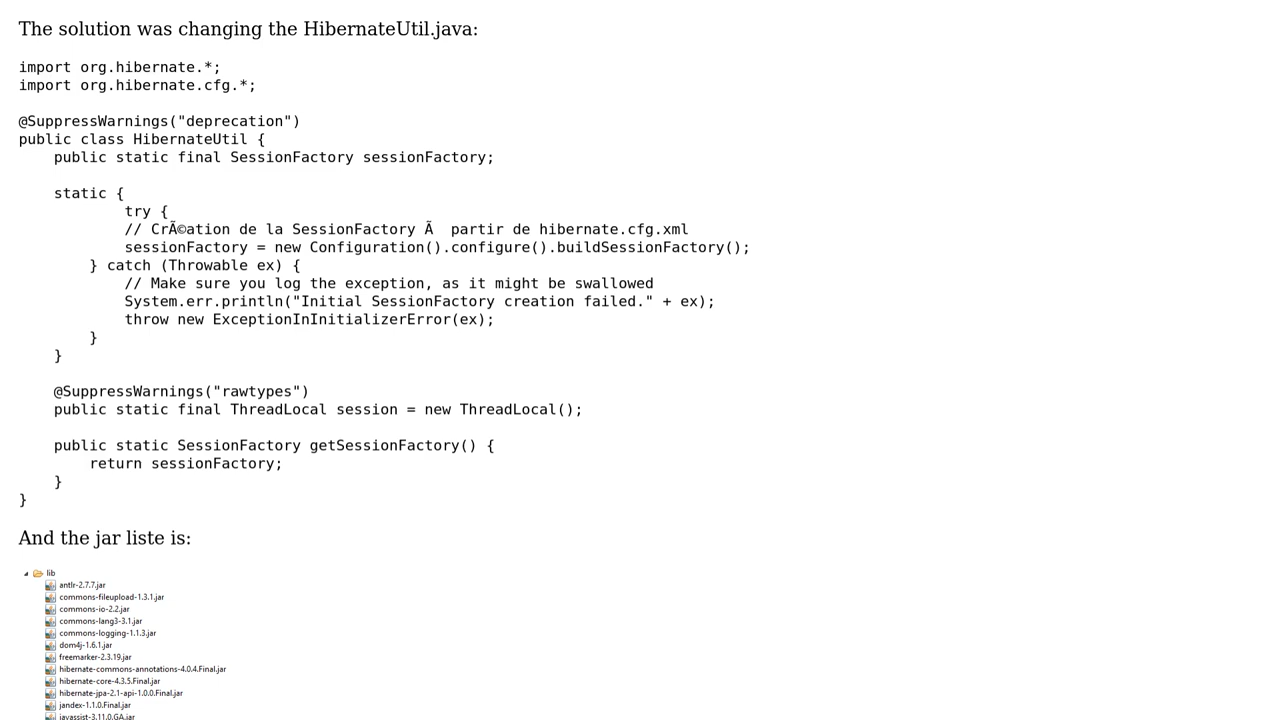 The solution was changing the HibernateUtil.java:
import org.hibernate.*;
import org.hibernate.cfg.*;
@SuppressWarnings("deprecation")
public class HibernateUtil {
public static final SessionFactory sessionFactory;
static {
try {
// CrÃ©ation de la SessionFactory Ã  partir de hibernate.cfg.xml
sessionFactory = new Configuration().configure().buildSessionFactory();
} catch (Throwable ex) {
// Make sure you log the exception, as it might be swallowed
System.err.println("Initial SessionFactory creation failed." + ex);
throw new ExceptionInInitializerError(ex);
}
}
@SuppressWarnings("rawtypes")
public static final ThreadLocal session = new ThreadLocal();
public static SessionFactory getSessionFactory() {
return sessionFactory;
}
}
And the jar liste is:
lib
antlr-2.7.7.jar
commons-fileupload-1.3.1.jar
commons-io-2.2.jar
commons-lang3-3.1.jar
commons-logging-1.1.3.jar
dom4j-1.6.1.jar
freemarker-2.3.19.jar
hibernate-commons-annotations-4.0.4.Final.jar
hibernate-core-4.3.5.Final.jar
hibernate-jpa-2.1-api-1.0.0.Final.jar
jandex-1.1.0.Final.jar
javassist-3.11.0.GA.jar